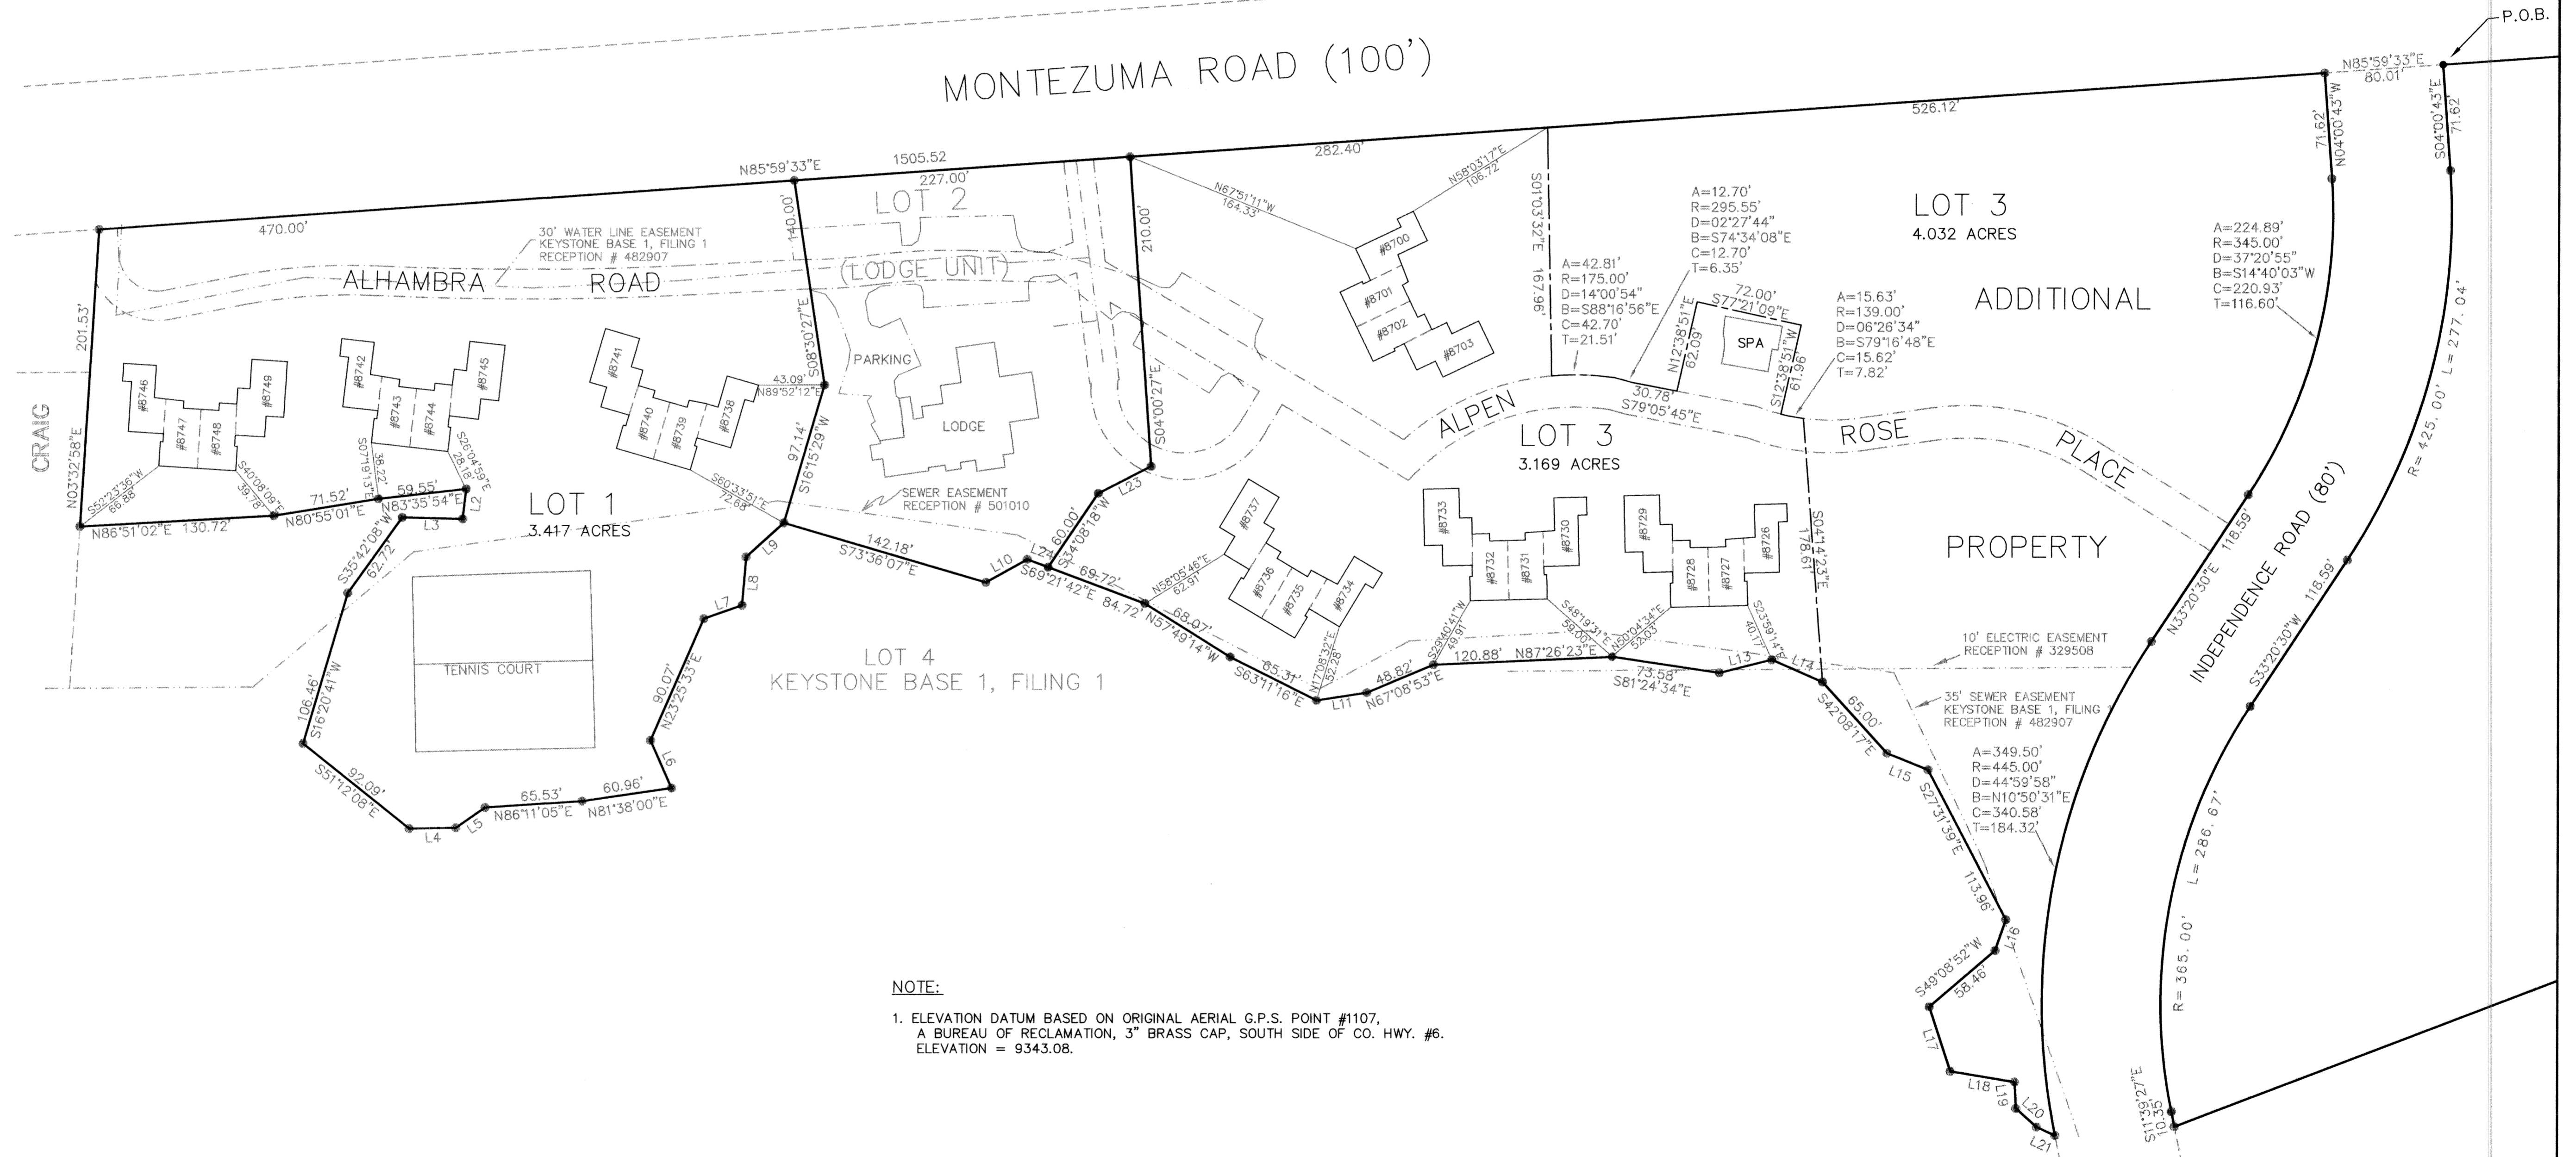 P.O.B.
MONTEZUMA ROAD (100')
N85°59'33"E
80.01'
N85°59'33"E
1505.52
470.00'
227.00'
282.40'
526.12'
71.62'
N04°00'43"W
S04°00'43"E
71.62'
LOT 2
(LODGE UNIT)
140.00'
S08°30'27"E
210.00'
S04°00'27"E
30' WATER LINE EASEMENT
KEYSTONE BASE 1, FILING 1
RECEPTION # 482907
ALHAMBRA ROAD
CRAIG
201.53'
N03°32'58"E
N67°51'11"W
164.33'
N58°03'17"E
106.72'
#8700
#8701
#8702
#8703
S01°03'32"E 167.96'
A=42.81'
R=175.00'
D=14°00'54"
B=S88°16'56"E
C=42.70'
T=21.51'
A=12.70'
R=295.55'
D=02°27'44"
B=S74°34'08"E
C=12.70'
T=6.35'
LOT 3
4.032 ACRES
ADDITIONAL
PROPERTY
A=15.63'
R=139.00'
D=06°26'34"
B=S79°16'48"E
C=15.62'
T=7.82'
A=224.89'
R=345.00'
D=37°20'55"
B=S14°40'03"W
C=220.93'
T=116.60'
72.00'
S77°21'09"E
N12°38'51"E
62.09'
SPA
S12°38'51"W
61.96'
30.78'
S79°05'45"E
R= 425.00' L= 277.04'
PARKING
LODGE
43.09'
N89°52'12"E
97.14'
S16°15'29"W
#8746
#8747
#8748
#8749
#8742
#8743
#8744
#8745
#8741
#8740
#8739
#8738
S52°23'36"W
66.88'
S40°08'09"E
39.78'
S07°19'13"E
38.22'
S26°04'59"E
28.18'
S60°33'51"E
72.68'
N86°51'02"E 130.72'
71.52'
N80°55'01"E
59.55'
N83°35'54"E
L2
L3
S35°42'08"W
62.72'
LOT 1
3.417 ACRES
SEWER EASEMENT
RECEPTION # 501010
142.18'
S73°36'07"E
L9
L8
L7
L10
L24
L23
60.00'
S34°08'18"W
69.72'
S69°21'42"E 84.72'
ALPEN ROSE PLACE
LOT 3
3.169 ACRES
#8737
#8736
#8735
#8734
#8733
#8732
#8731
#8730
#8729
#8728
#8727
#8726
N58°05'46"E
62.91'
68.07'
N57°49'14"W
65.31'
S63°11'16"E
N17°08'32"E
52.28'
L11
48.82'
N67°08'53"E
S29°40'41"W
49.91'
120.88' N87°26'23"E
S48°19'31"E
59.00'
N50°04'34"E
52.03'
73.58'
S81°24'34"E
S23°59'14"E
40.17'
L13
L14
S04°14'23"E
178.61'
118.59'
N33°20'30"E
INDEPENDENCE ROAD (80')
S33°20'30"W 118.59'
10' ELECTRIC EASEMENT
RECEPTION # 329508
35' SEWER EASEMENT
KEYSTONE BASE 1, FILING 1
RECEPTION # 482907
A=349.50'
R=445.00'
D=44°59'58"
B=N10°50'31"E
C=340.58'
T=184.32'
LOT 4
KEYSTONE BASE 1, FILING 1
TENNIS COURT
106.46'
S16°20'41"W
92.09'
S51°12'08"E
L4
L5
65.53'
N86°11'05"E
60.96'
N81°38'00"E
L6
90.07'
N23°25'33"E
65.00'
S42°08'17"E
L15
S27°31'39"E 113.96'
L16
S49°08'52"W
58.46'
L17
L18
L19
L20
L21
R= 365.00' L= 286.67'
S11°39'27"E
10.35'
NOTE:
1. ELEVATION DATUM BASED ON ORIGINAL AERIAL G.P.S. POINT #1107,
A BUREAU OF RECLAMATION, 3" BRASS CAP, SOUTH SIDE OF CO. HWY. #6.
ELEVATION = 9343.08.